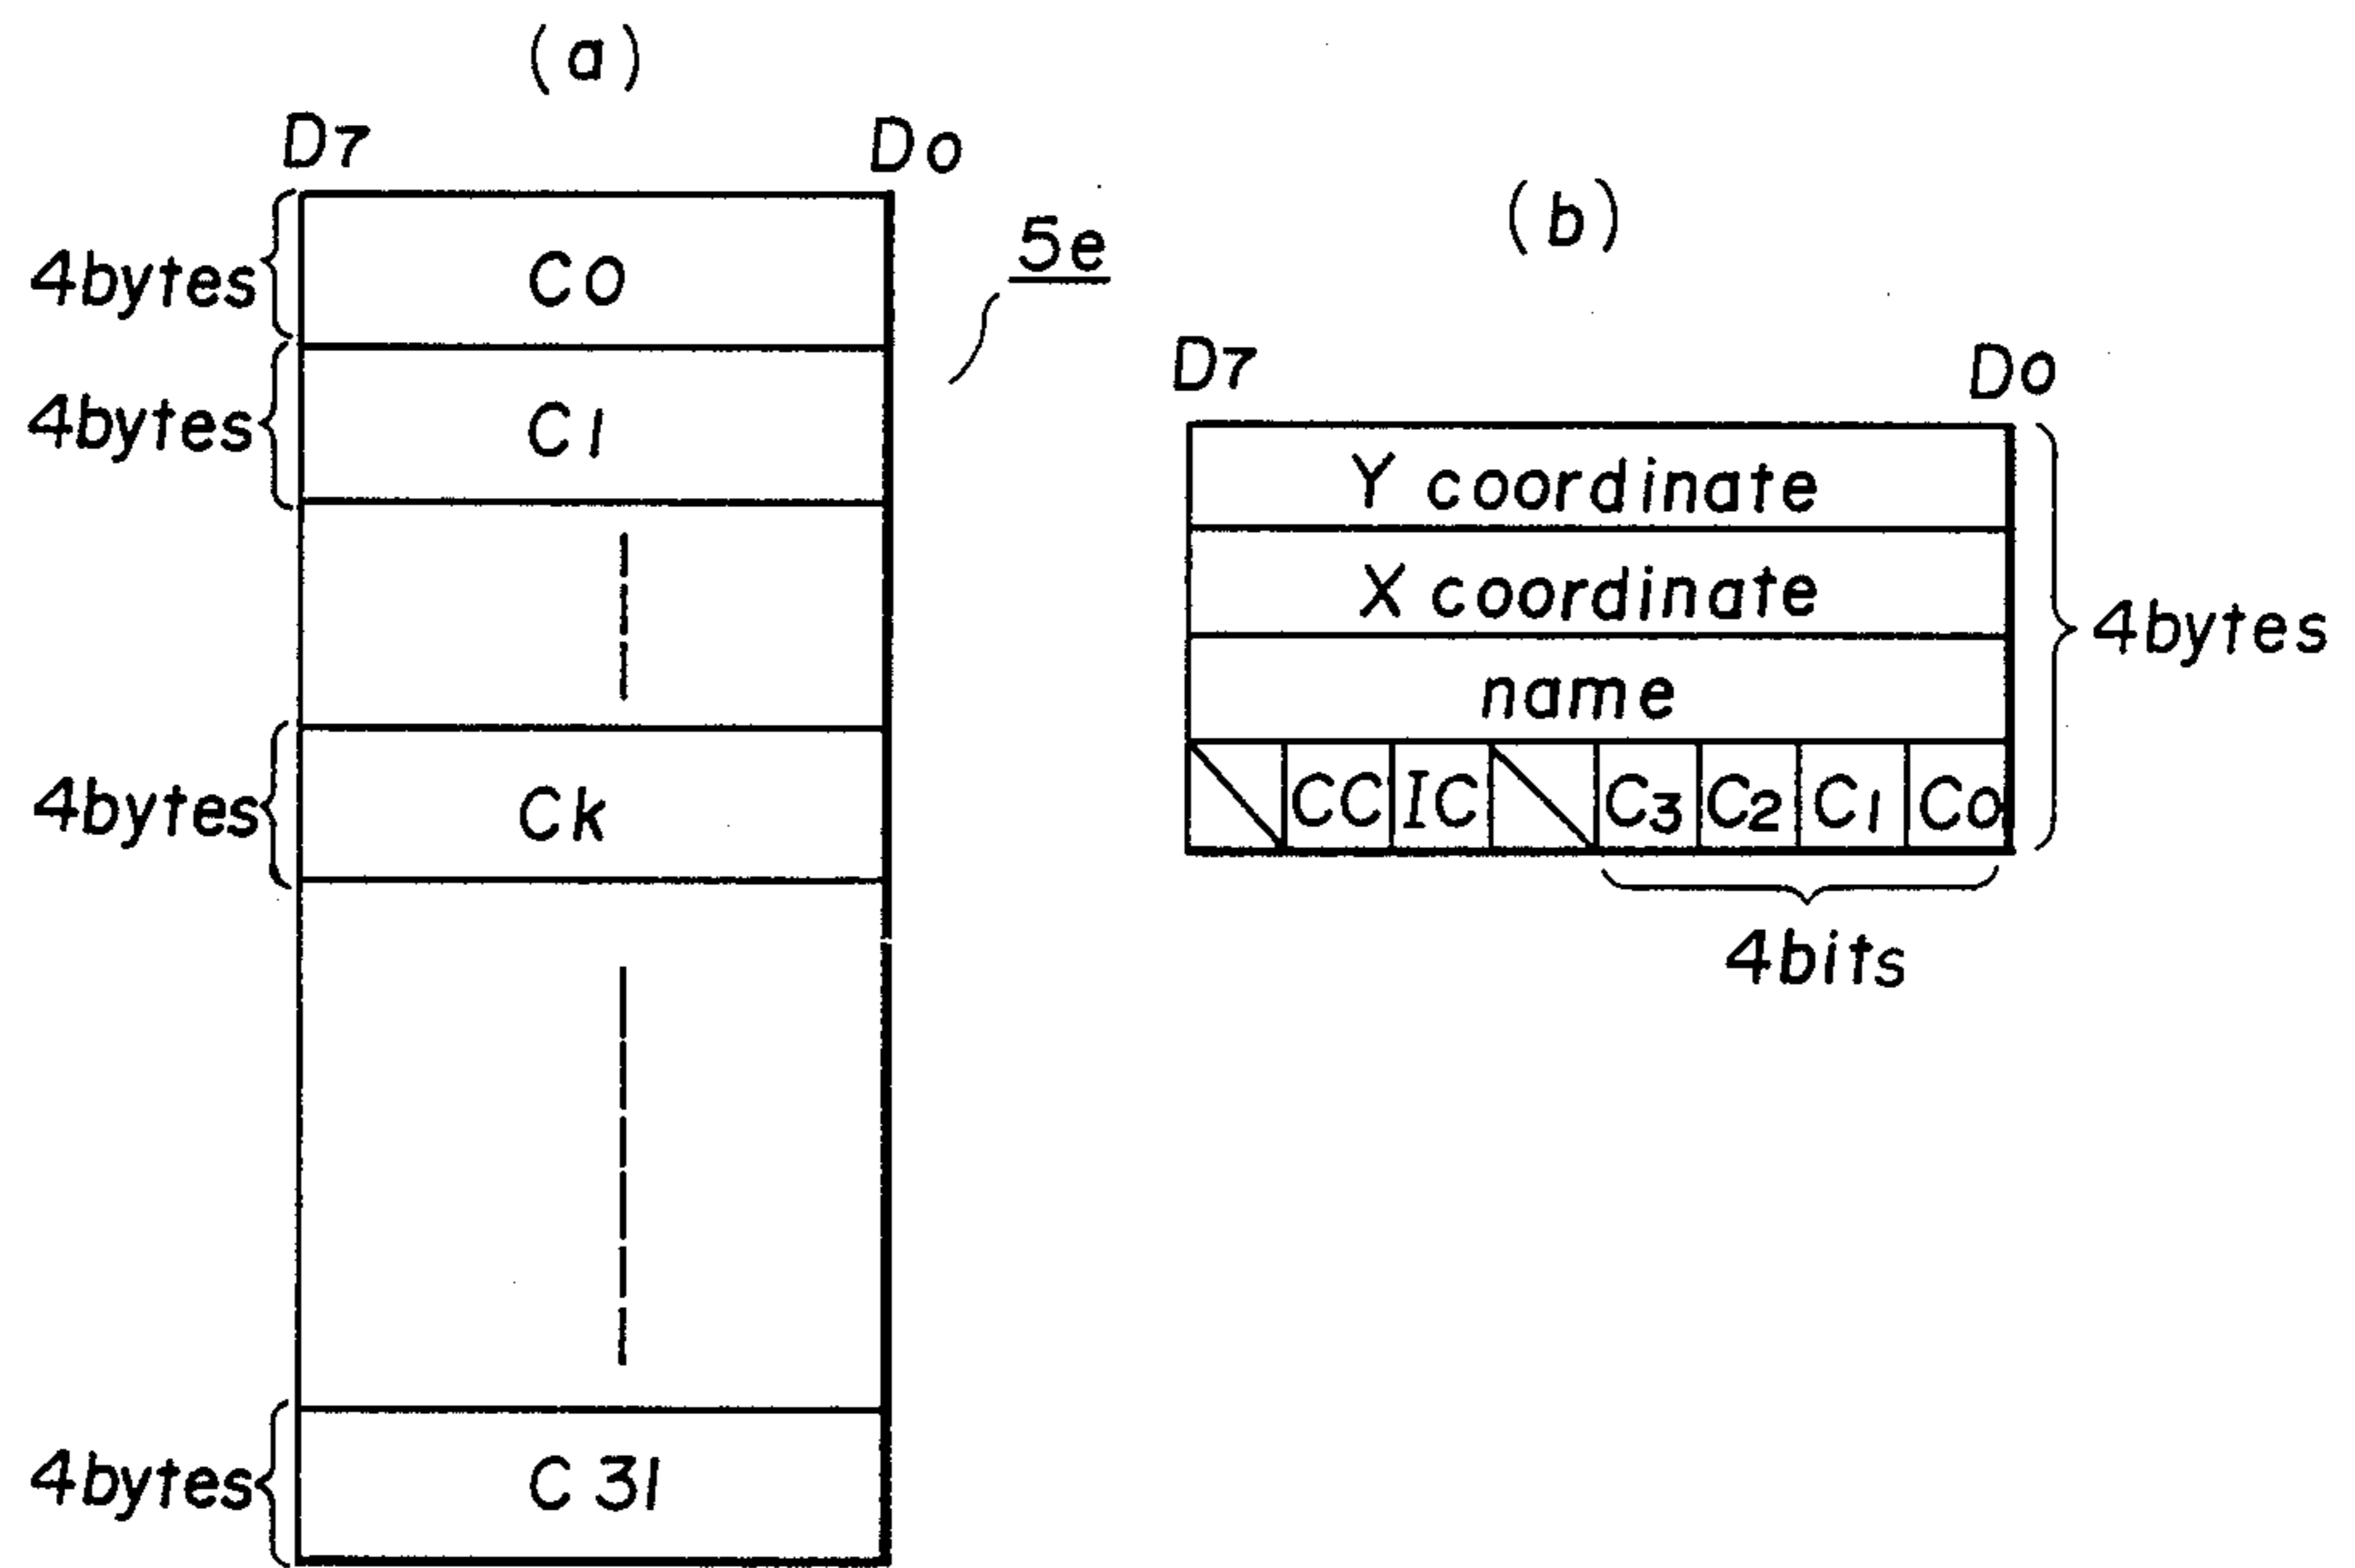 (a)
D7 D0
4bytes C0
5e
4bytes C1
4bytes Ck
4bytes C31
(b)
D7 D0
Y coordinate
X coordinate
4bytes
name
CC IC C3 C2 C1 C0
4bits